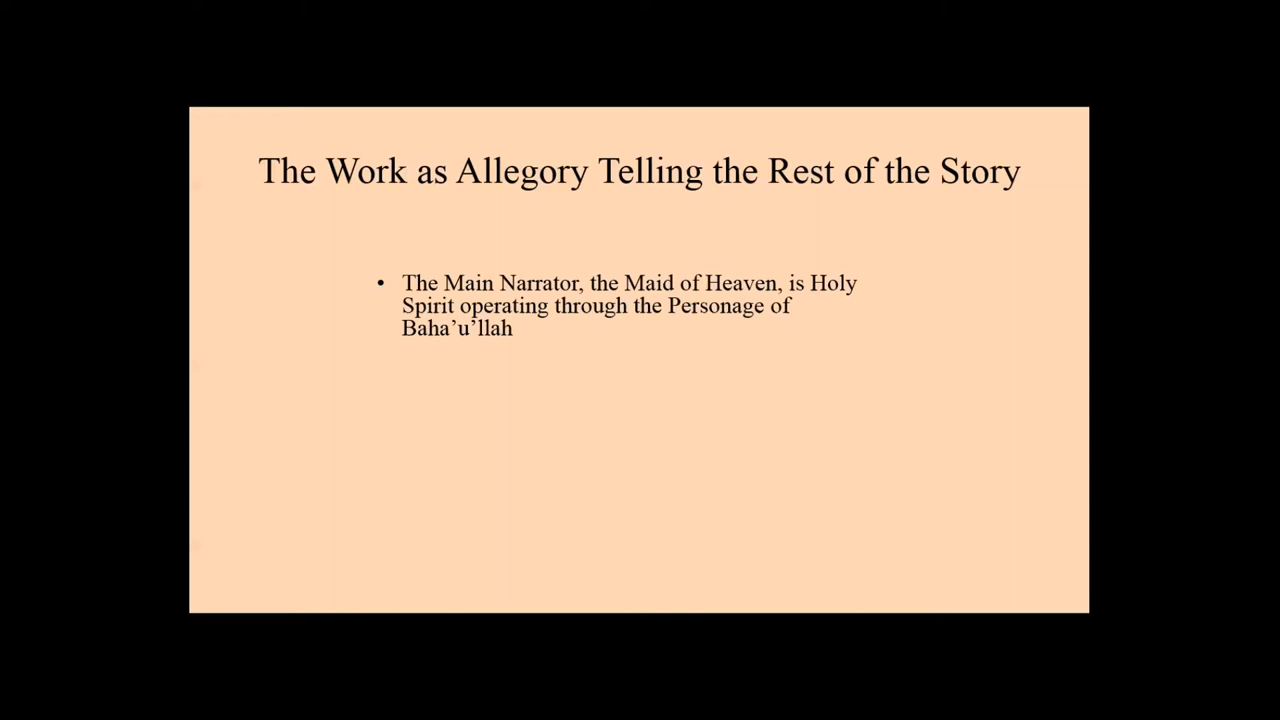 The Work as Allegory Telling the Rest of the Story
• The Main Narrator, the Maid of Heaven, is Holy
Spirit operating through the Personage of
Baha’u’llah